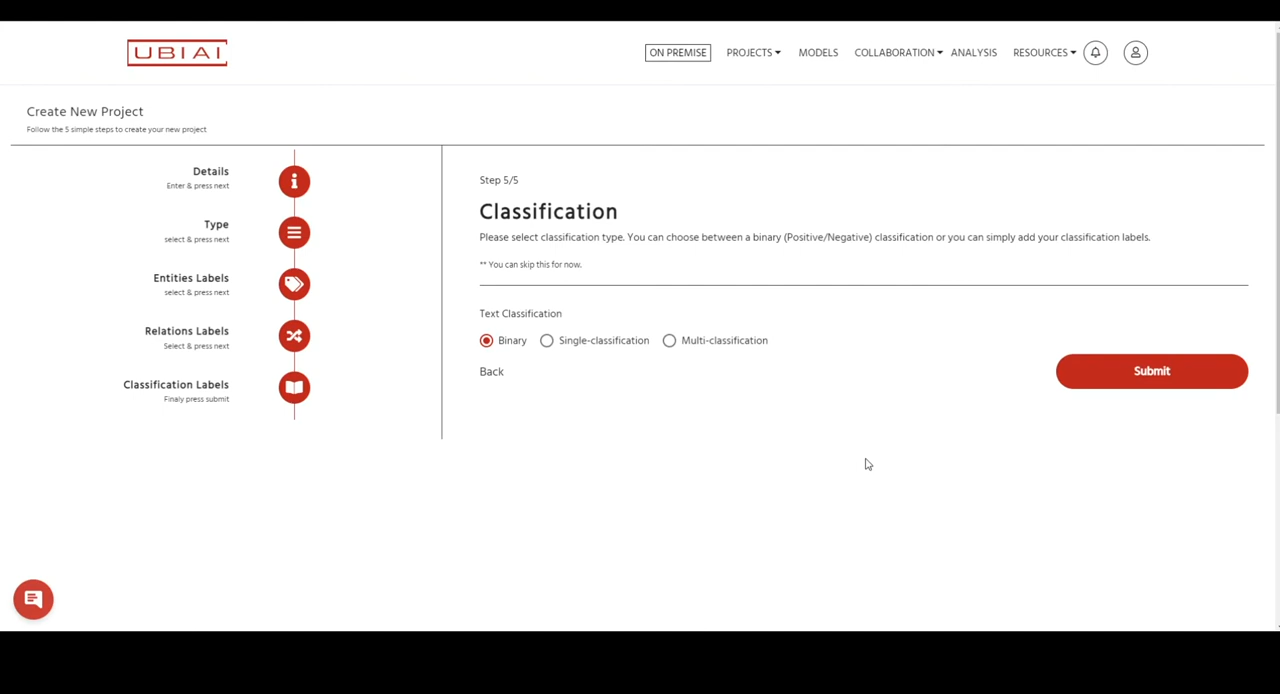 UBIAI
ON PREMISE PROJECTS MODELS COLLABORATION ANALYSIS RESOURCES
Create New Project
Follow the 5 simple steps to create your new project
Details
Enter & press next
Type
select & press next
Entities Labels
select & press next
Relations Labels
Select & press next
Classification Labels
Finaly press submit
Step 5/5
Classification
Please select classification type. You can choose between a binary (Positive/Negative) classification or you can simply add your classification labels.
** You can skip this for now.
Text Classification
Binary Single-classification Multi-classification
Back
Submit